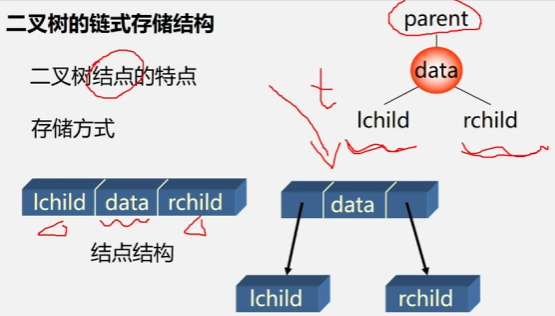 二叉树的链式存储结构
parent
二叉树结点的特点
data
t
lchild
rchild
存储方式
lchild data rchild
data
结点结构
lchild
rchild